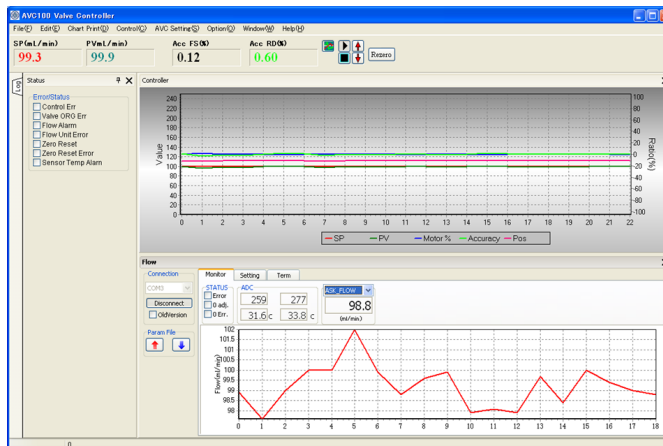 AVC100 Valve Controller
File(F) Edit(E) Chart Print(D) Control(C) AVC Setting(S) Option(O) Window(W) Help(H)
SP(mL/min) PVmL/min) Acc FS(%) Acc RD(%)
99.3 99.9 0.12 0.60 Rezero
Log
Status
Error/Status
Control Err
Valve ORG Err
Flow Alarm
Flow Unit Error
Zero Reset
Zero Reset Error
Sensor Temp Alarm
Controller
Value
240
220
200
180
160
140
120
100
80
60
40
20
0
100
80
60
40
20
0
-20
-40
-60
-80
-100
Ratio(%)
0 1 2 3 4 5 6 7 8 9 10 11 12 13 14 15 16 17 18 19 20 21 22
SP PV Motor % Accuracy Pos
Flow
Connection
COM5
Disconnect
OldVersion
Param File
Monitor Setting Term
STATUS
Error
0 adj.
0 Err.
ADC
259 277
31.6 c 33.8 c
ASK_FLOW
98.8
(ml/min)
Flow(ml/min)
102
101.5
101
100.5
100
99.5
99
98.5
98
0 1 2 3 4 5 6 7 8 9 10 11 12 13 14 15 16 17 18
0